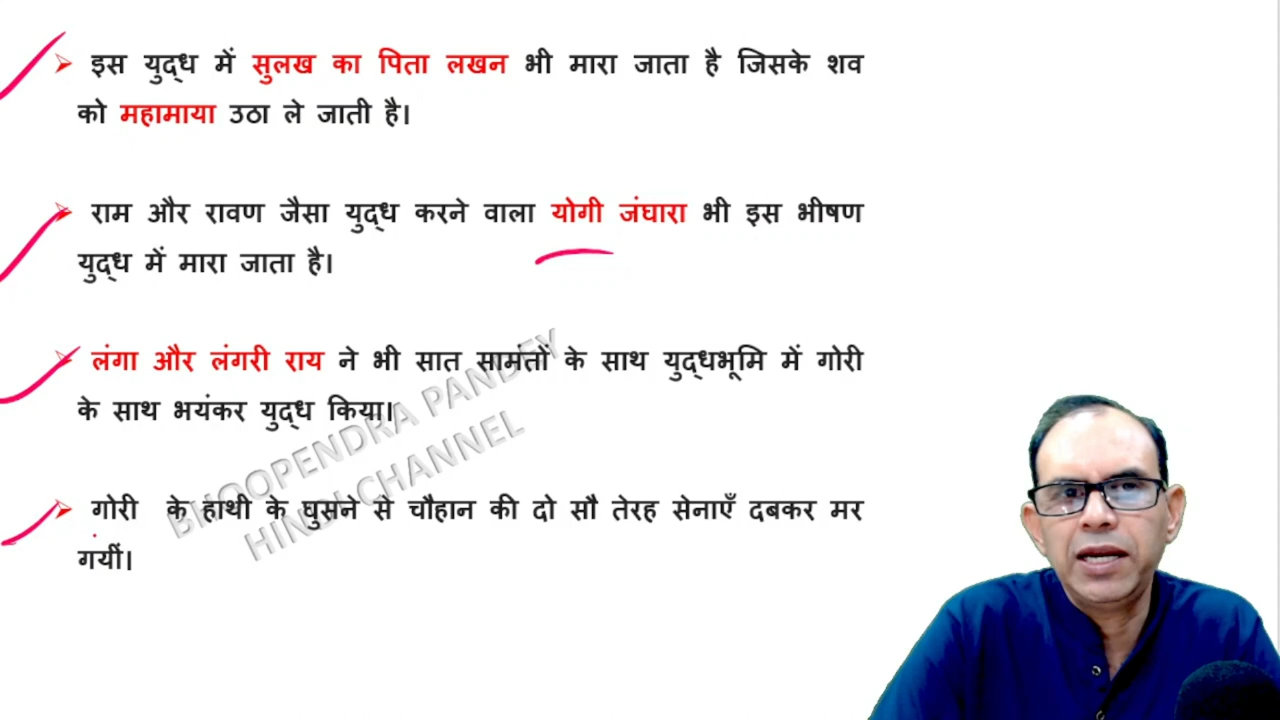 इस युद्ध में सुलख का पिता लखन भी मारा जाता है जिसके शव
को महामाया उठा ले जाती है।
राम और रावण जैसा युद्ध करने वाला योगी जंघारा भी इस भीषण
युद्ध में मारा जाता है।
लंगा और लंगरी राय ने भी सात सामंतों के साथ युद्धभूमि में गोरी
के साथ भयंकर युद्ध किया।
गोरी के हाथी के घुसने से चौहान की दो सौ तेरह सेनाएँ दबकर मर
गयीं।
BHOOPENDRA PANDEY
HINDI CHANNEL